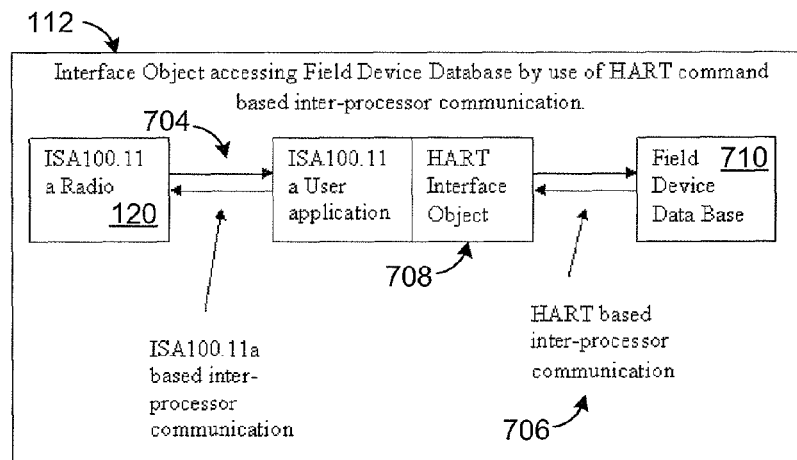 112
Interface Object accessing Field Device Database by use of HART command
based inter-processor communication.
704
ISA100.11
a Radio
120
ISA100.11
a User
application
HART
Interface
Object
Field
Device
Data Base
710
708
ISA100.11a
based inter-
processor
communication
HART based
inter-processor
communication
706